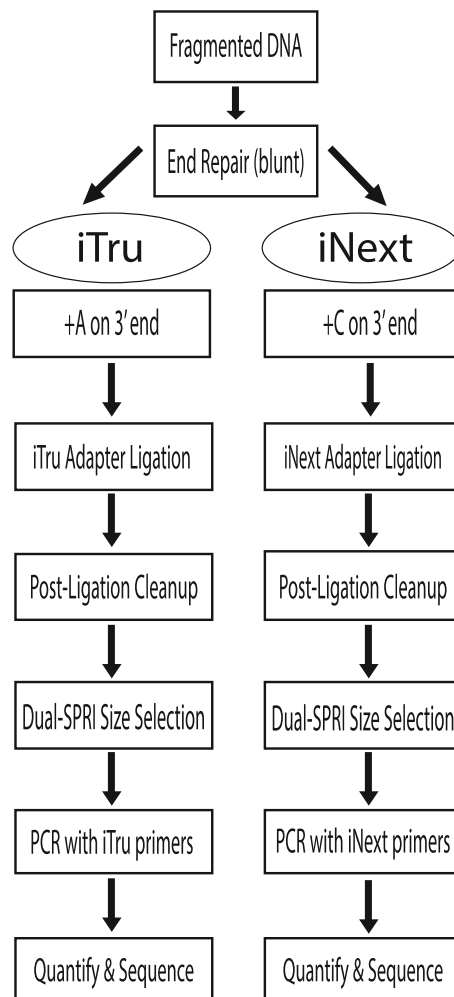 Fragmented DNA
End Repair (blunt)
iTru
iNext
+A on 3' end
+C on 3' end
iTru Adapter Ligation
iNext Adapter Ligation
Post-Ligation Cleanup
Post-Ligation Cleanup
Dual-SPRI Size Selection
Dual-SPRI Size Selection
PCR with iTru primers
PCR with iNext primers
Quantify & Sequence
Quantify & Sequence